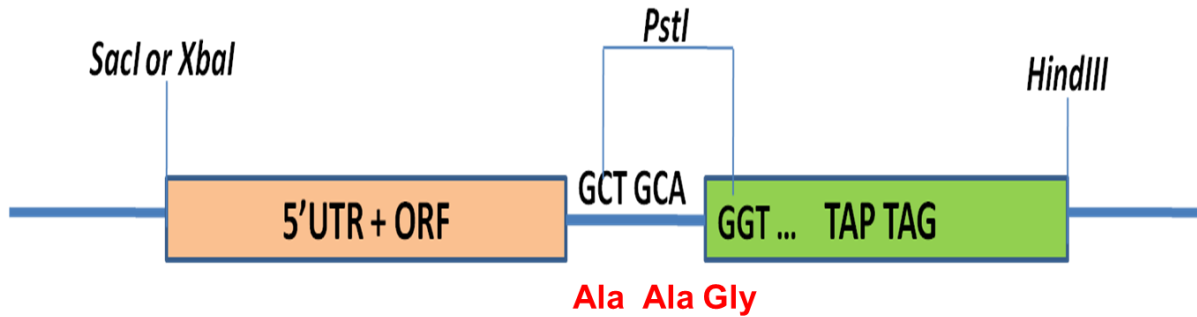 PstI
SacI or XbaI
HindIII
GCT GCA
5'UTR + ORF
GGT ... TAP TAG
Ala Ala Gly